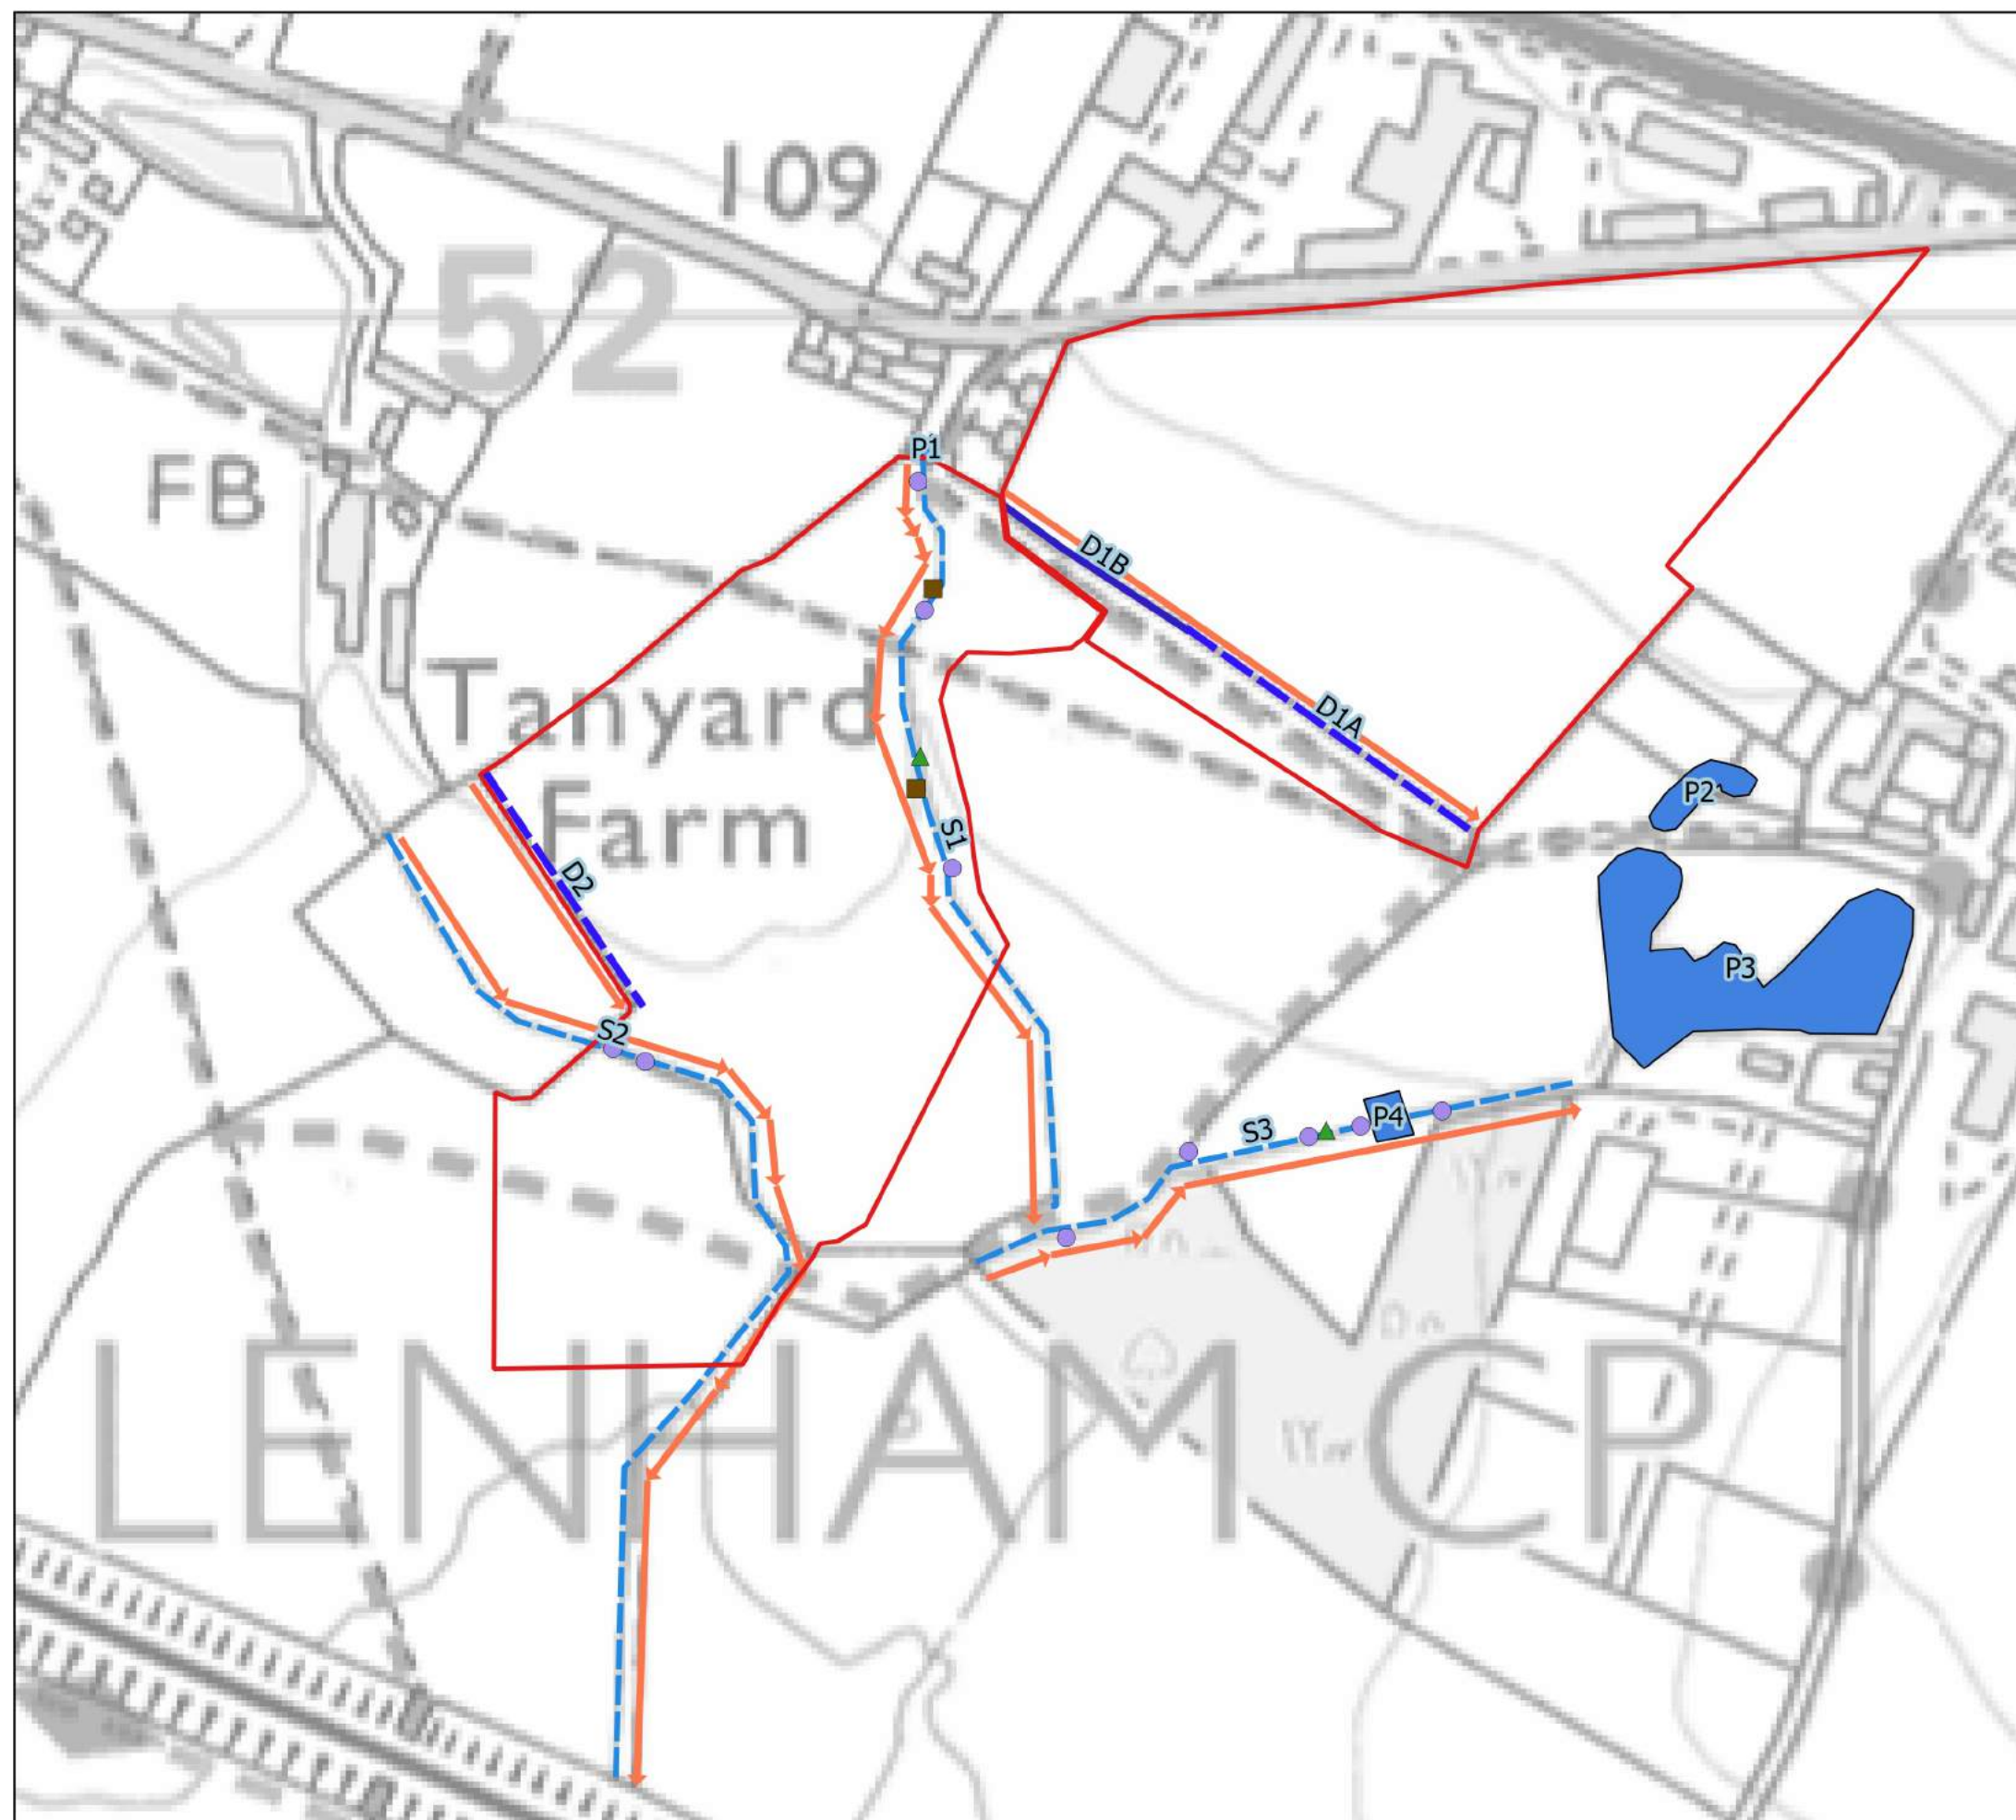 109
52
P1
FB
D1B
Tanyard
D1A
Farm
P2
S1
D2
P3
S2
P4
S3
LENHAM CP